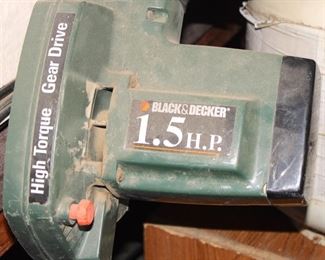 High Torque Gear Drive
BLACK&DECKER®
1.5 H.P.